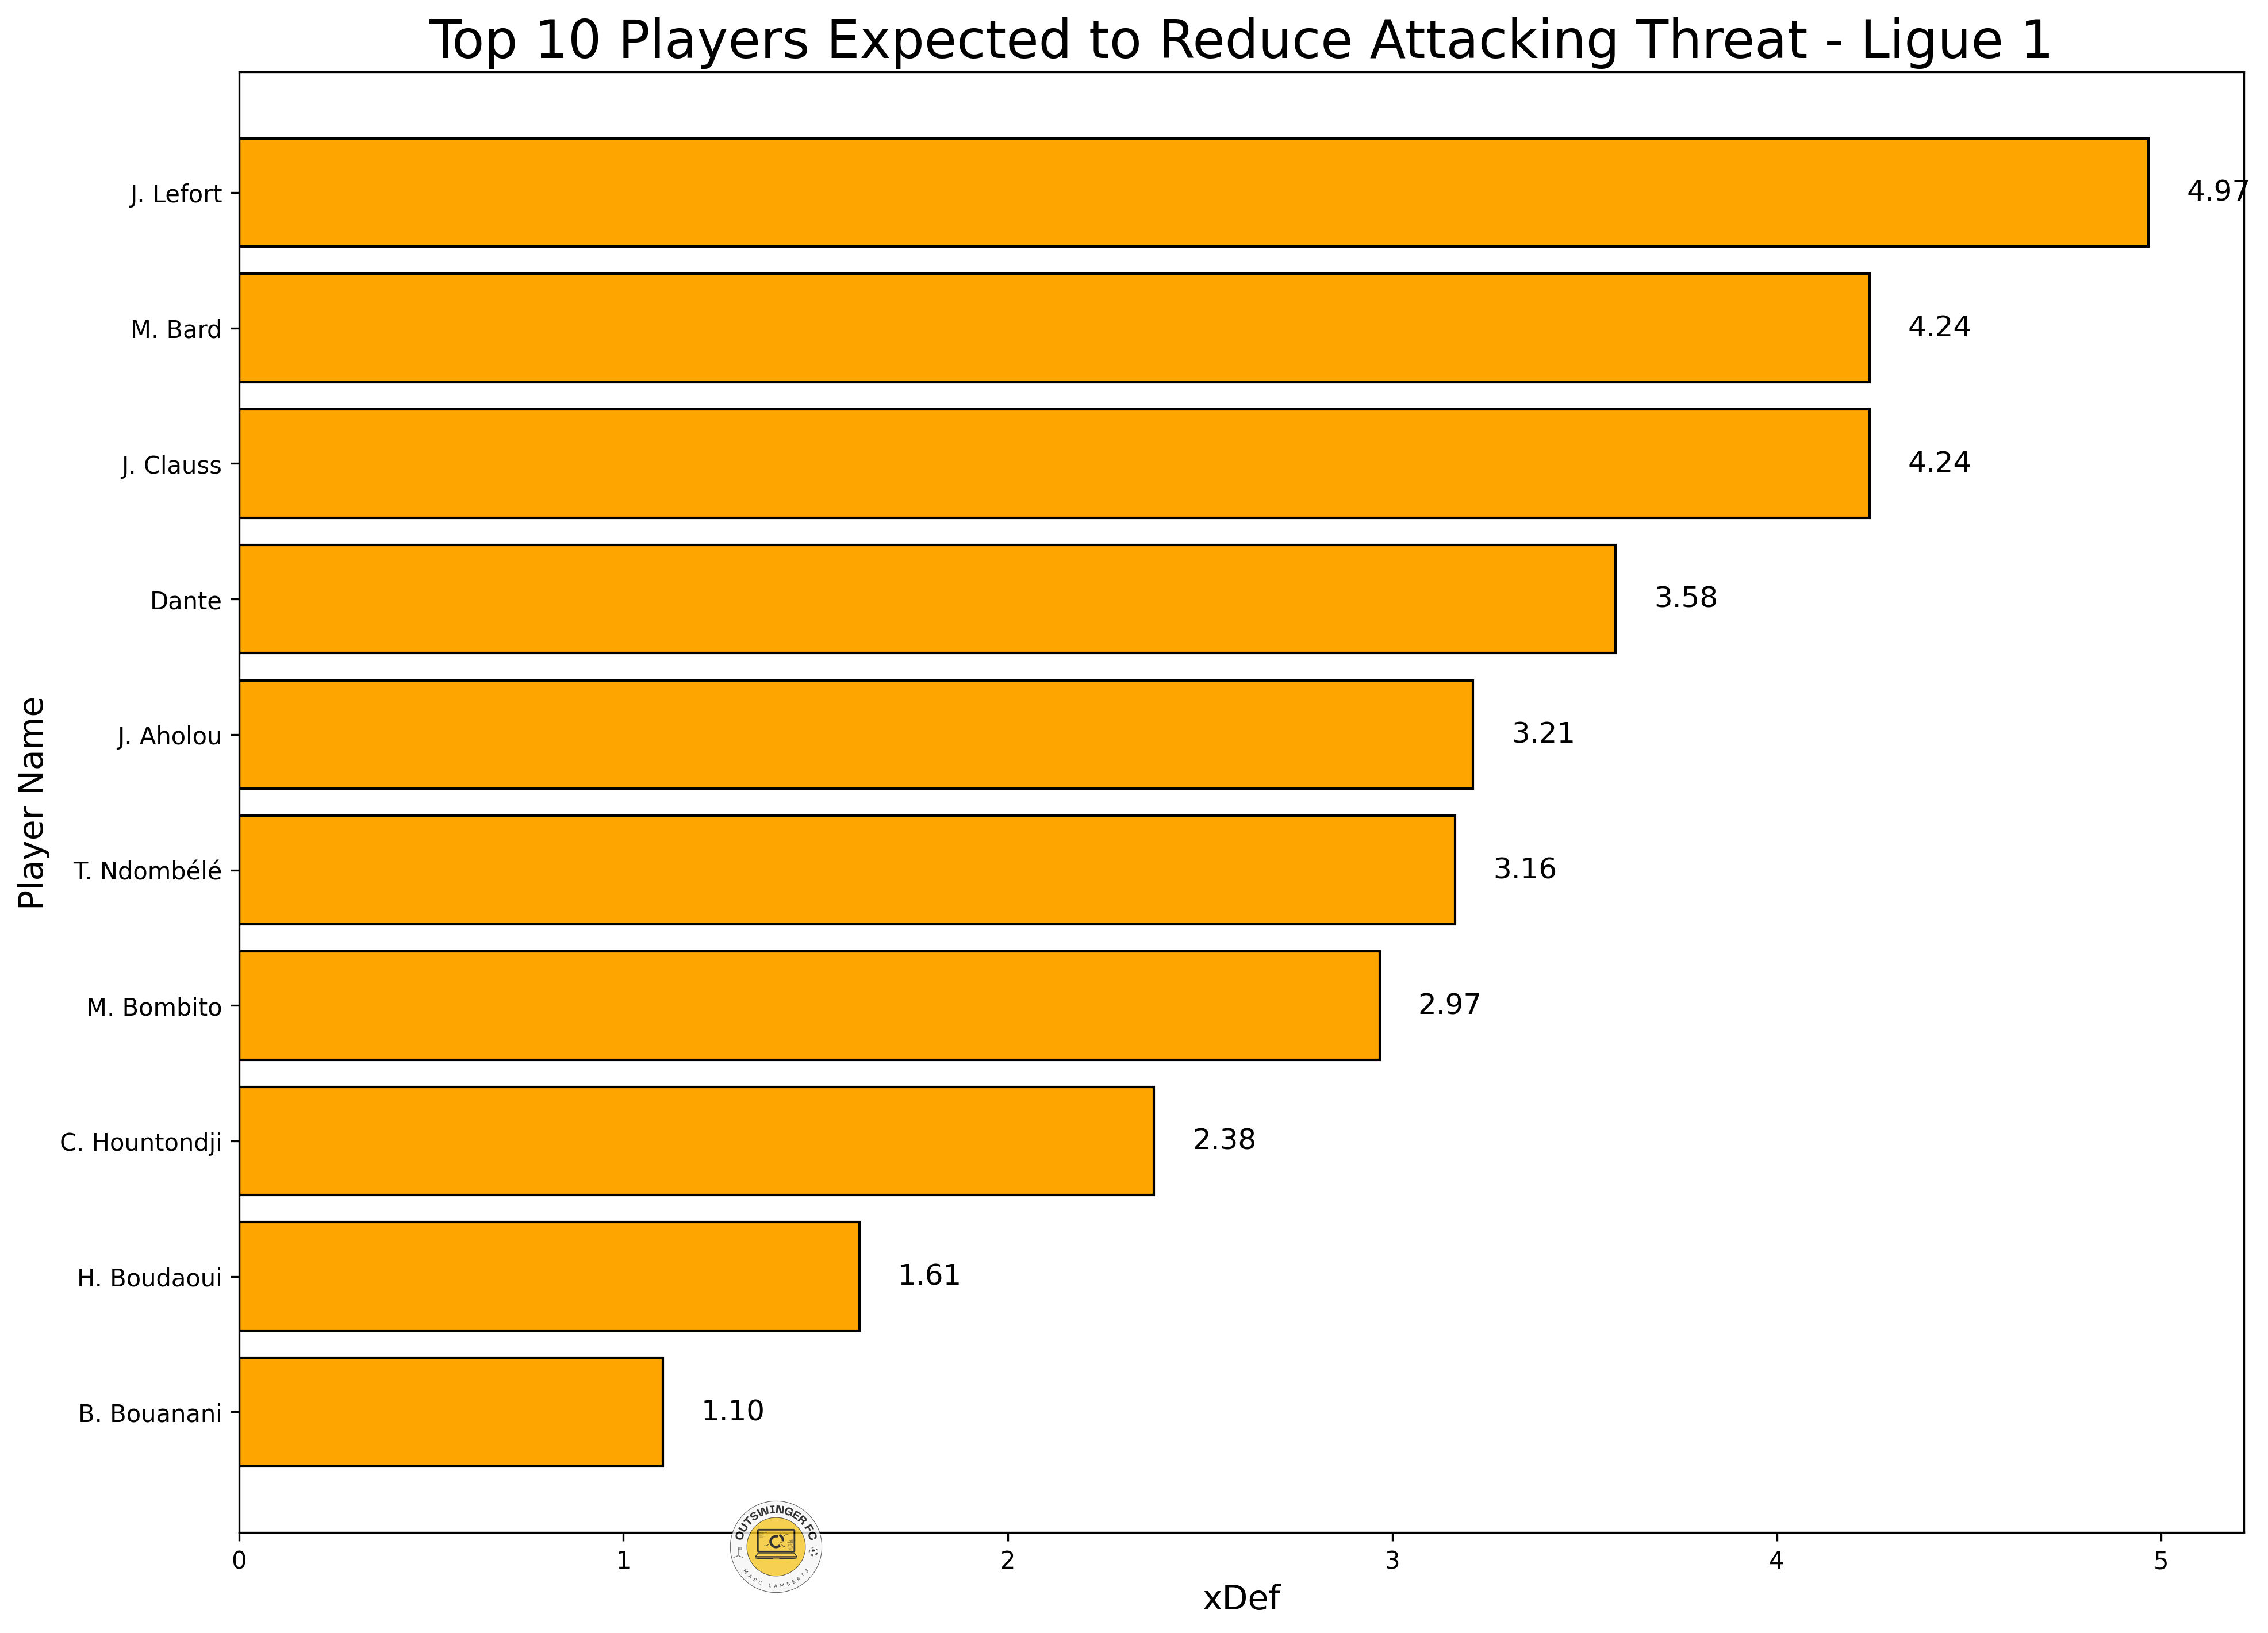 Top 10 Players Expected to Reduce Attacking Threat - Ligue 1
Player Name
J. Lefort 4.97
M. Bard 4.24
J. Clauss 4.24
Dante 3.58
J. Aholou 3.21
T. Ndombélé 3.16
M. Bombito 2.97
C. Hountondji 2.38
H. Boudaoui 1.61
B. Bouanani 1.10
0 1 2 3 4 5
xDef
OUTSWINGER FC
MARC LAMBERTS